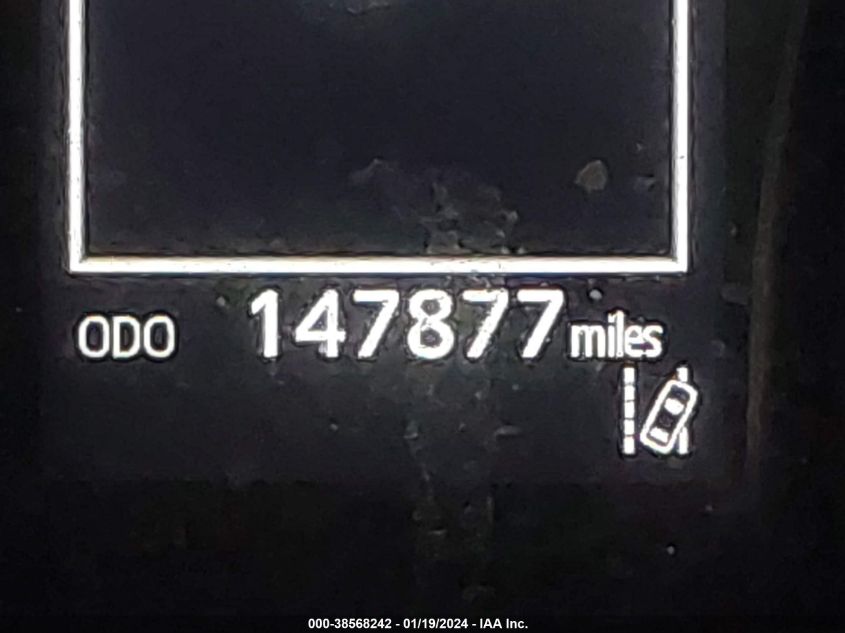 ODO 147877 miles
000-38568242 - 01/19/2024 - IAA Inc.